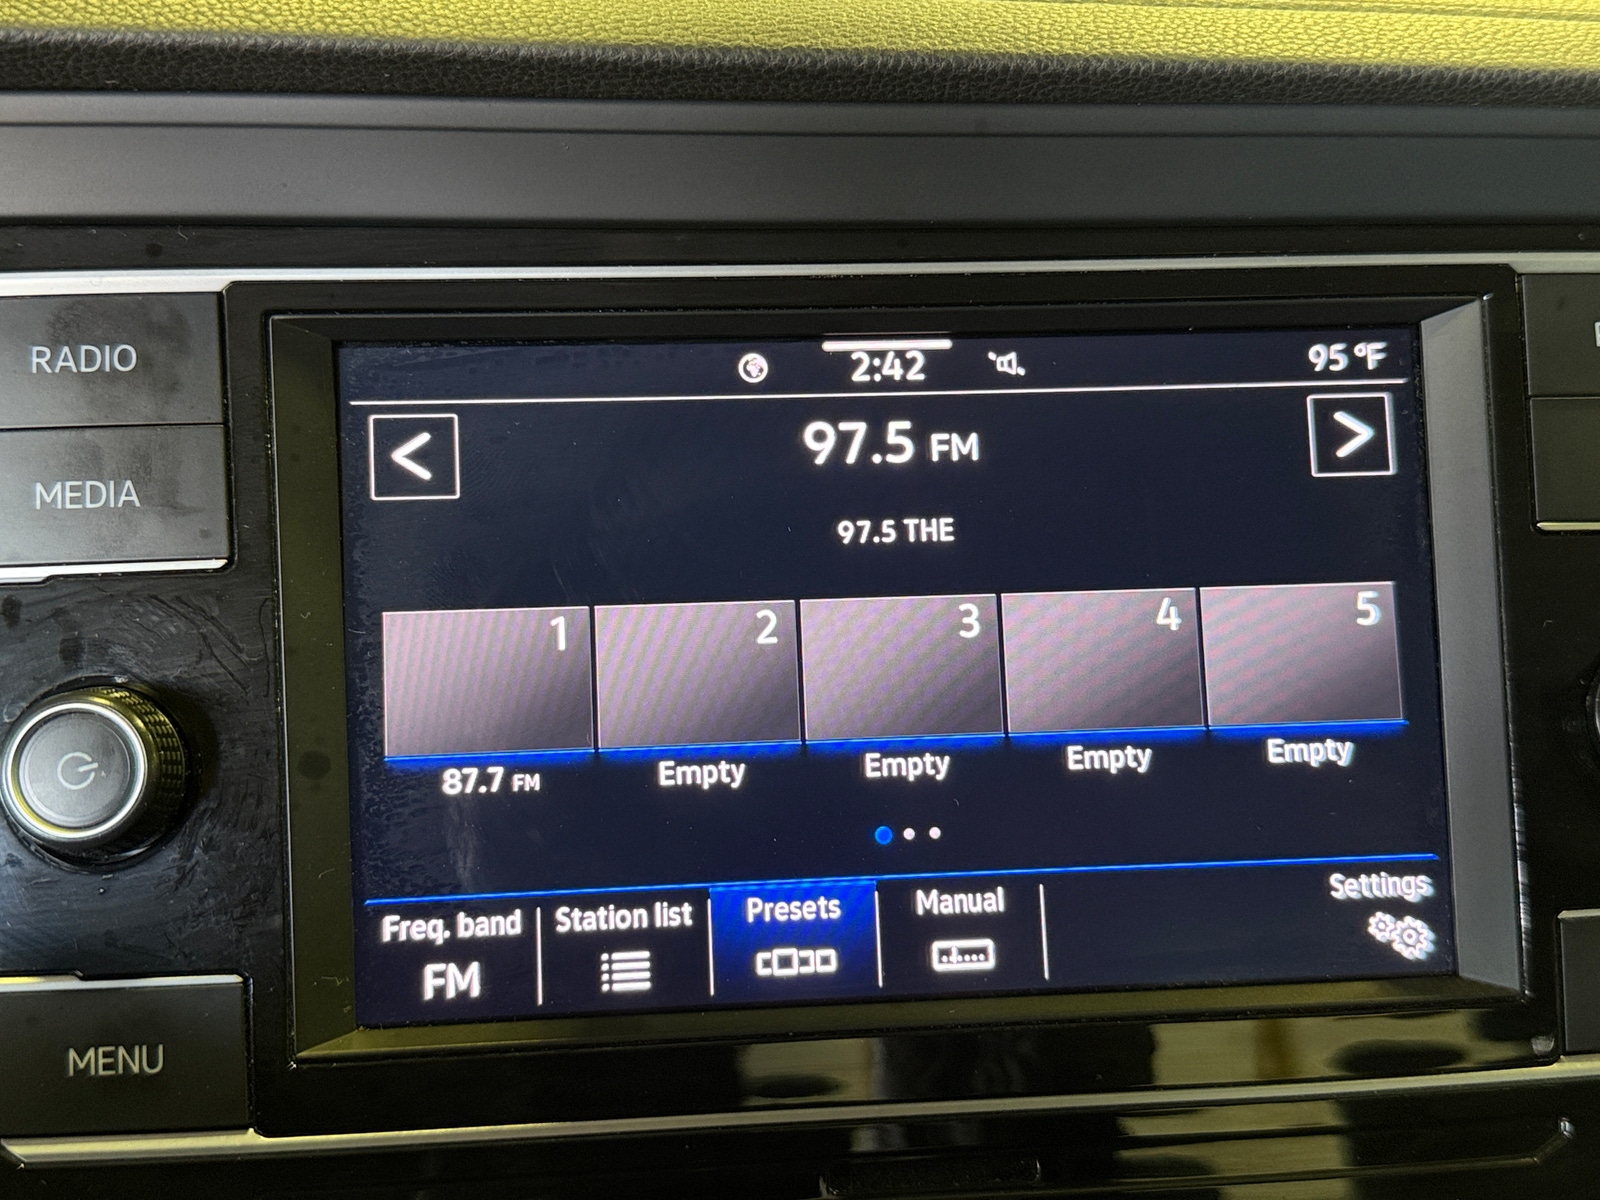 RADIO
MEDIA
MENU
2:42
95 °F
<
97.5 FM
>
97.5 THE
1
2
3
4
5
87.7 FM
Empty
Empty
Empty
Empty
Freq. band
FM
Station list
Presets
Manual
Settings